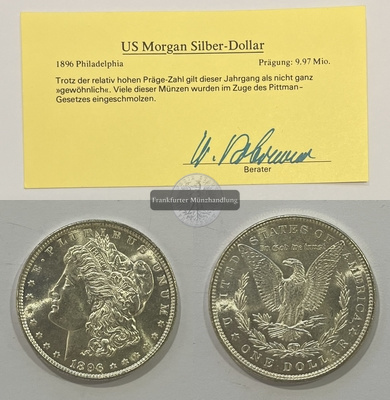 US Morgan Silber-Dollar
1896 Philadelphia Prägung: 9.97 Mio.
Trotz der relativ hohen Präge-Zahl gilt dieser Jahrgang als nicht ganz
»gewöhnlich«. Viele dieser Münzen wurden im Zuge des Pittman-
Gesetzes eingeschmolzen.
Berater
Frankfurter Münzhandlung
E·PLURIBUS·UNUM
1896
UNITED STATES OF AMERICA
In God we trust
ONE DOLLAR